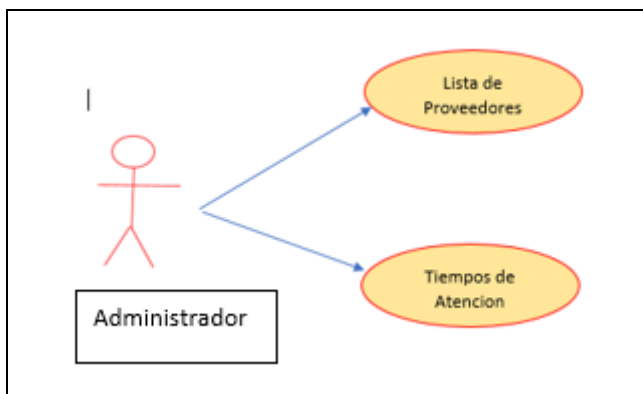 Lista de
Proveedores
Tiempos de
Atencion
Administrador